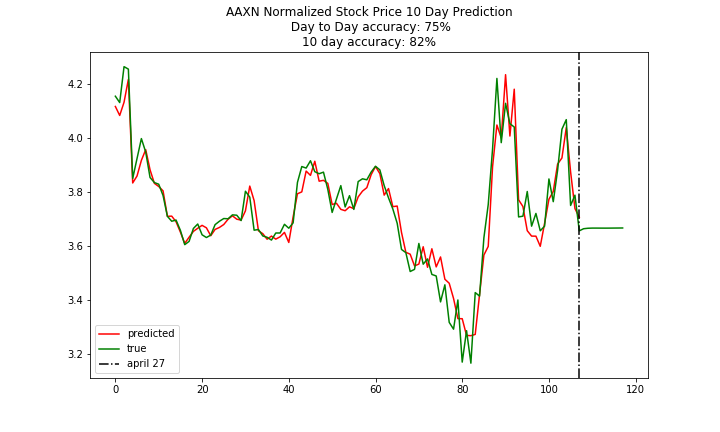 AAXN Normalized Stock Price 10 Day Prediction
Day to Day accuracy: 75%
10 day accuracy: 82%
4.2
4.0
3.8
3.6
3.4
3.2
predicted
true
april 27
0
20
40
60
80
100
120